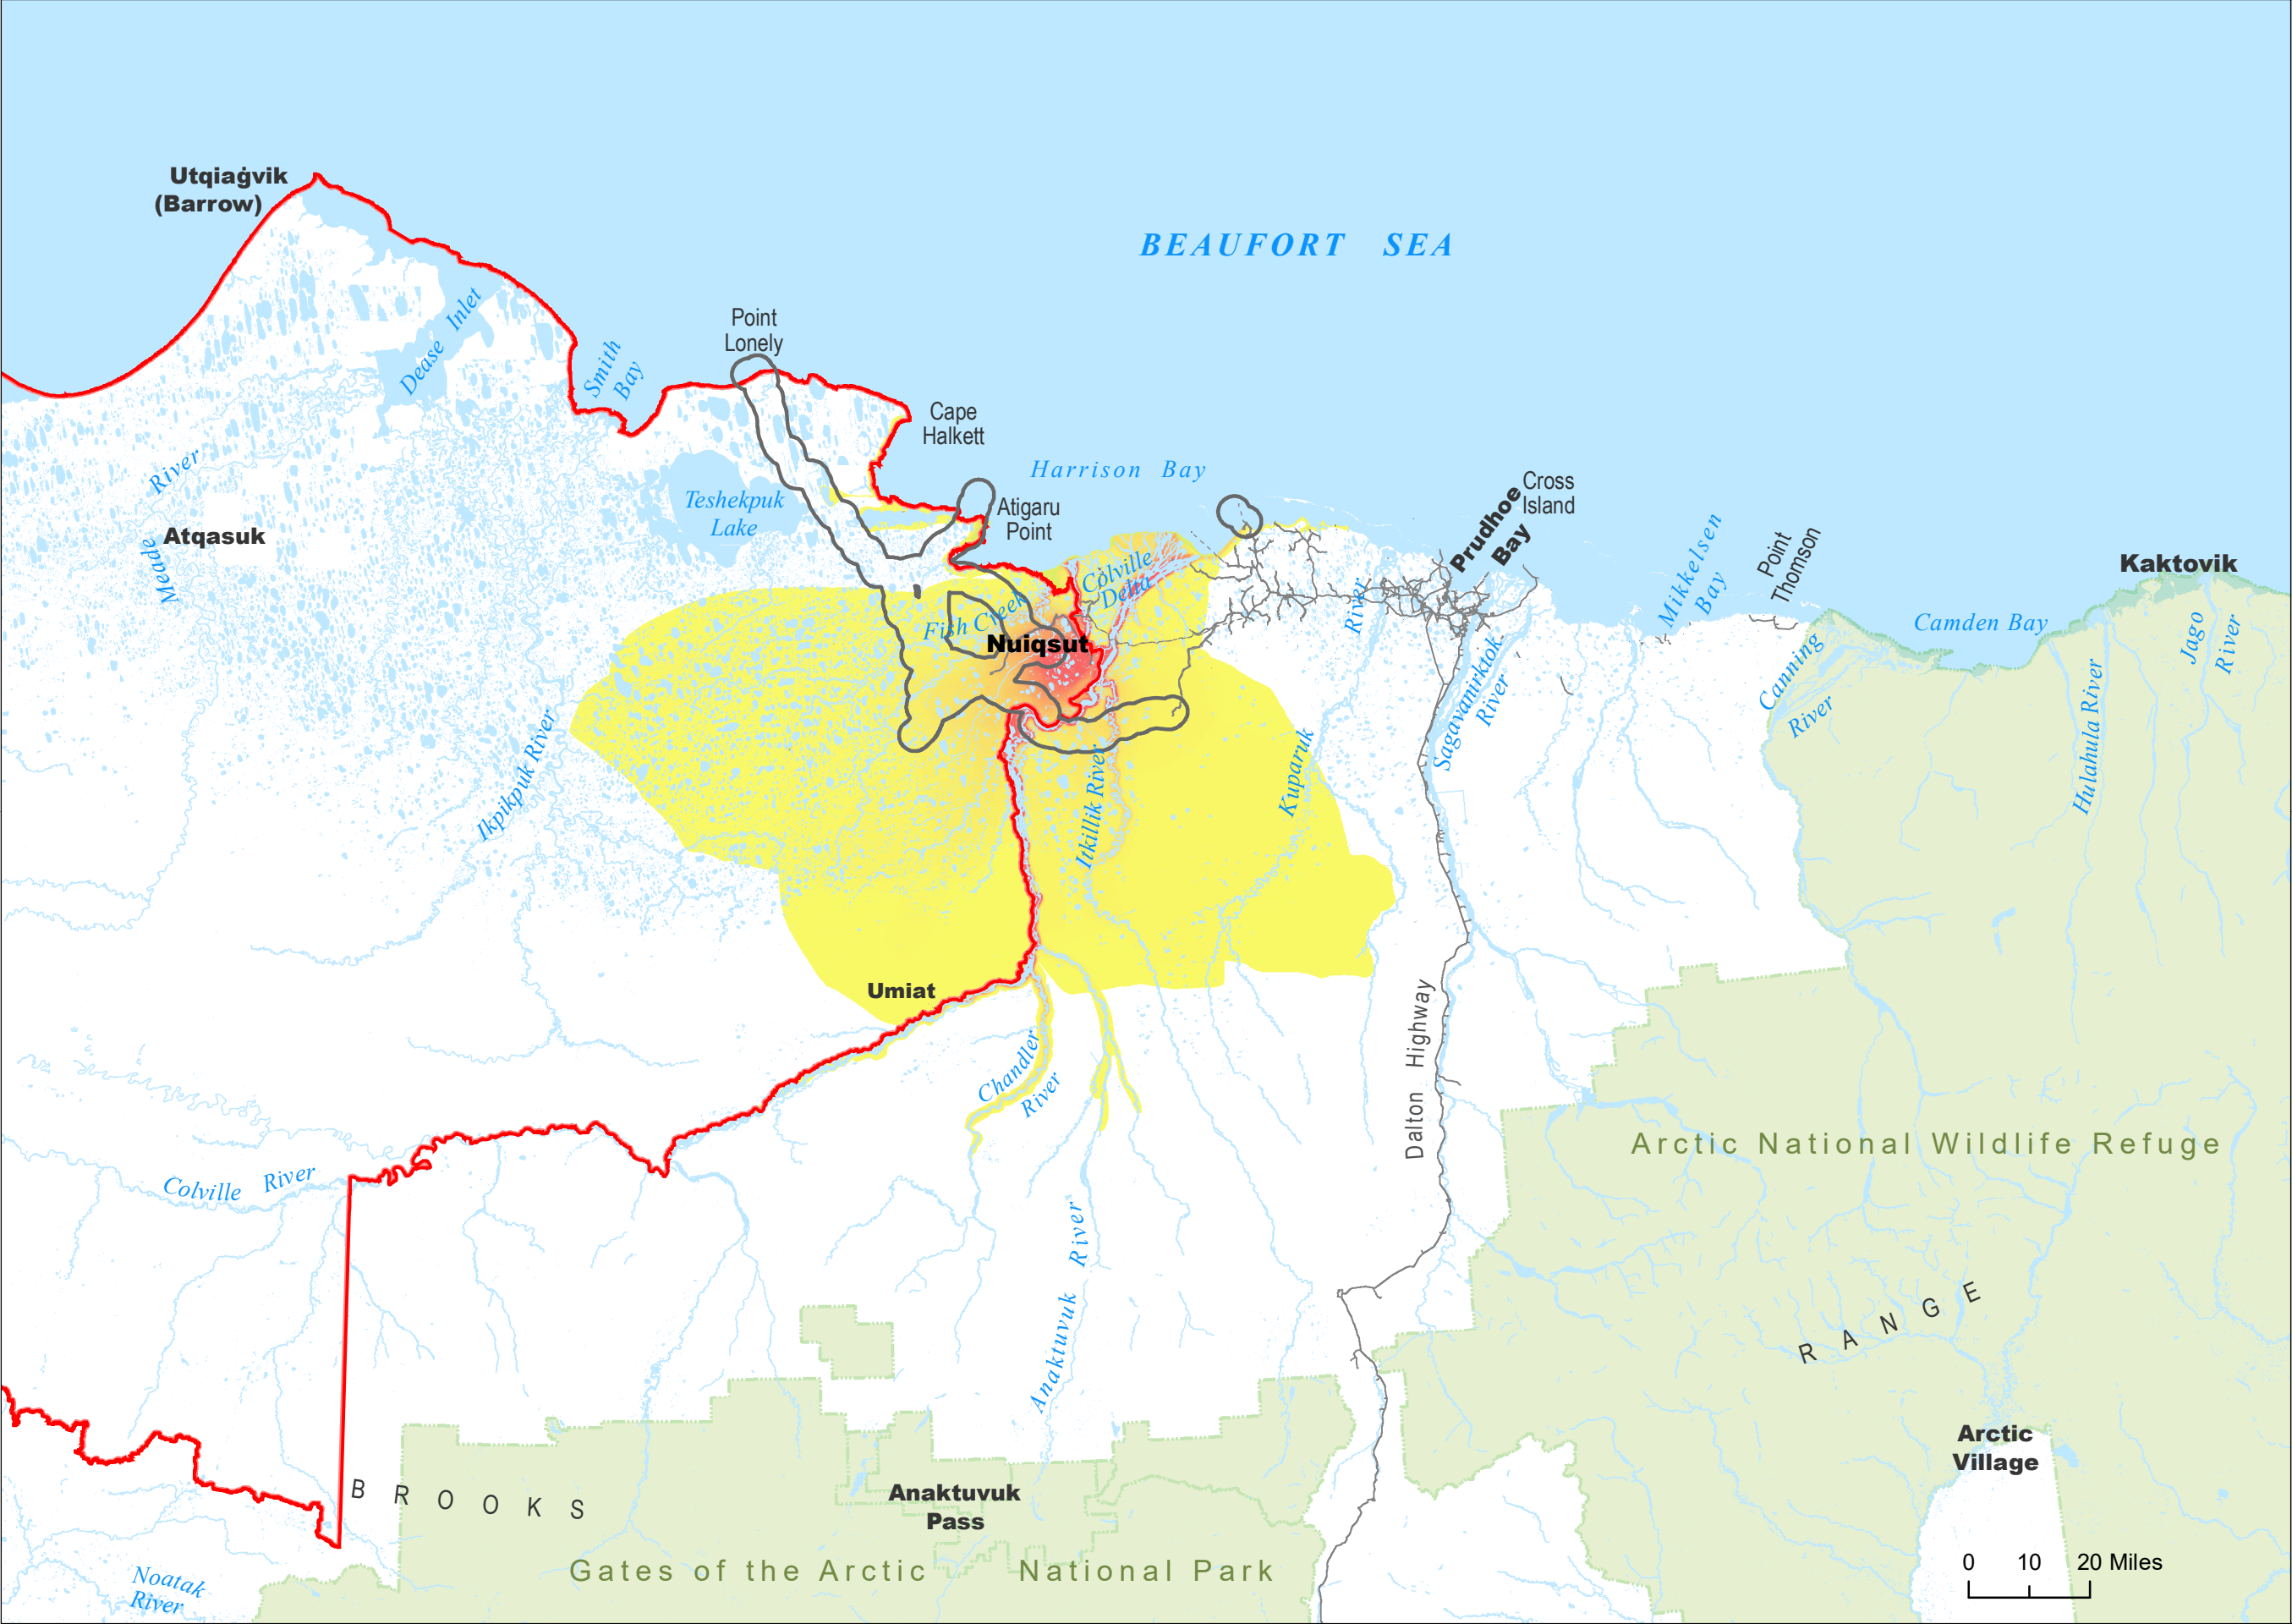 Utqiaġvik
(Barrow)
BEAUFORT SEA
Dease Inlet
Smith
Bay
Point
Lonely
Cape
Halkett
Harrison Bay
Atigaru
Point
Teshekpuk
Lake
Cross
Island
Prudhoe
Bay
Mikkelsen
Bay
Point
Thomson
Kaktovik
Camden Bay
Meade River
Atqasuk
Colville
Delta
Fish Creek
Nuiqsut
River
Kuparuk
Sagavanirktok
River
Canning
River
Hulahula River
Jago
River
Ikpikpuk River
Itkillik River
Umiat
Chandler
River
Dalton Highway
Arctic National Wildlife Refuge
Colville River
Anaktuvuk River
BROOKS
RANGE
Arctic
Village
Anaktuvuk
Pass
Gates of the Arctic National Park
Noatak
River
0 10 20 Miles